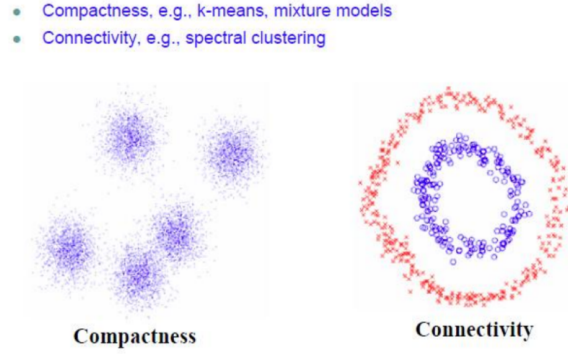 • Compactness, e.g., k-means, mixture models
• Connectivity, e.g., spectral clustering
Compactness
Connectivity